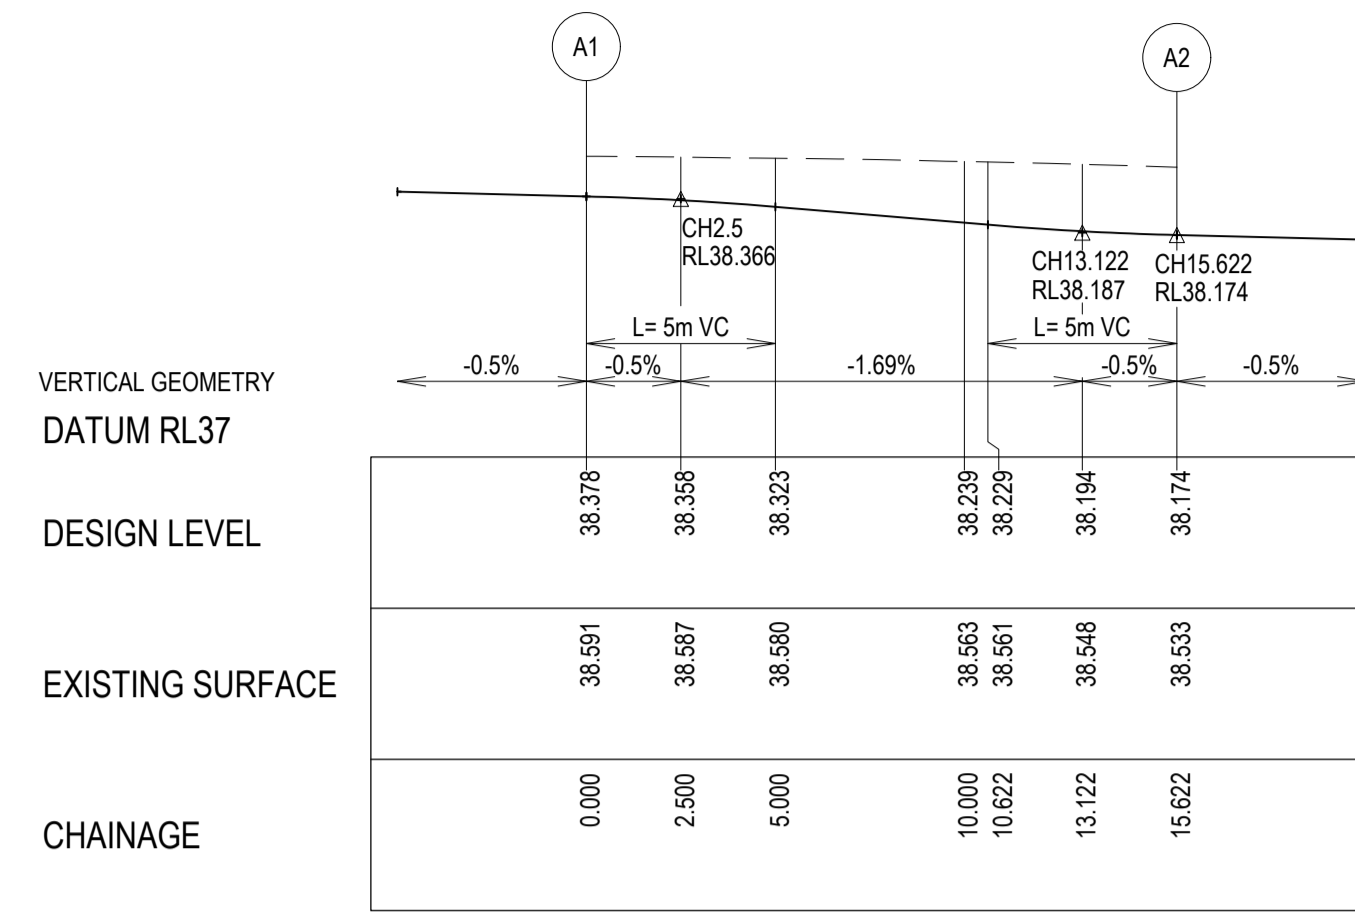 A1
A2
CH2.5
RL38.366
CH13.122
RL38.187
CH15.622
RL38.174
L= 5m VC
L= 5m VC
-0.5%
-0.5%
-1.69%
-0.5%
-0.5%
VERTICAL GEOMETRY
DATUM RL37
DESIGN LEVEL
38.378
38.358
38.323
38.239
38.229
38.194
38.174
EXISTING SURFACE
38.591
38.587
38.580
38.563
38.561
38.548
38.533
CHAINAGE
0.000
2.500
5.000
10.000
10.622
13.122
15.622